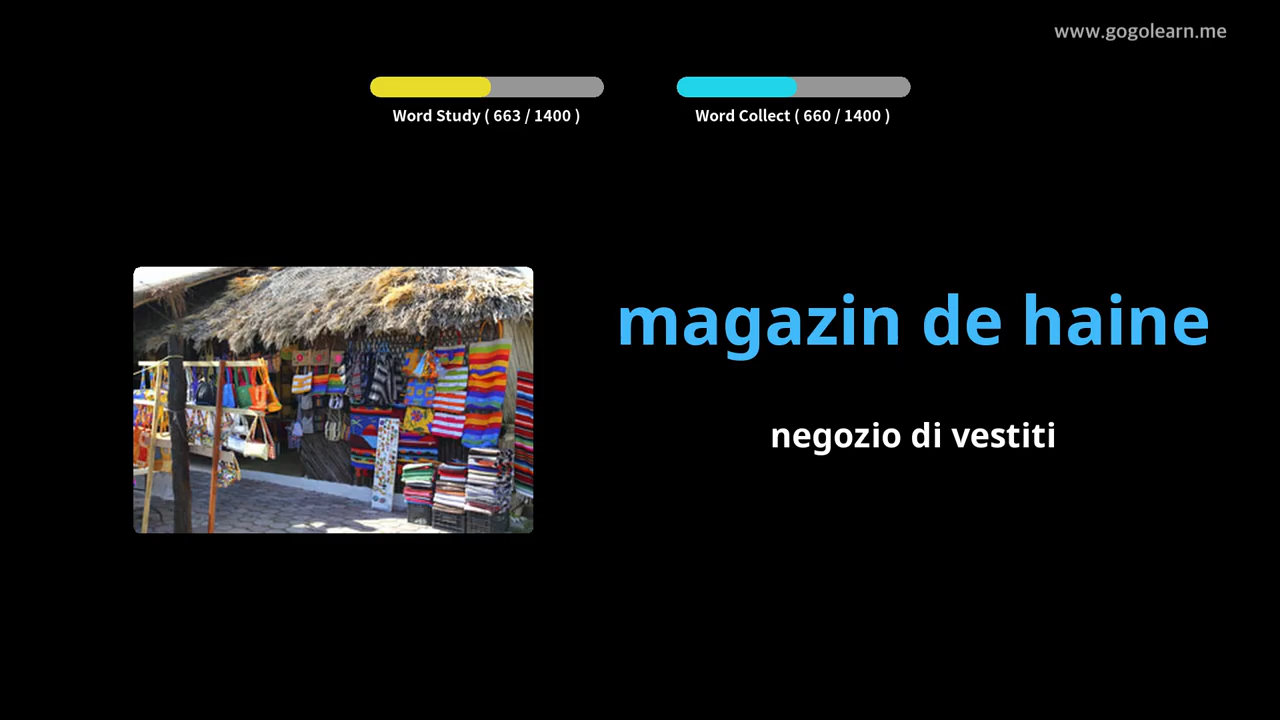 www.gogolearn.me
Word Study ( 663 / 1400 )
Word Collect ( 660 / 1400 )
magazin de haine
negozio di vestiti